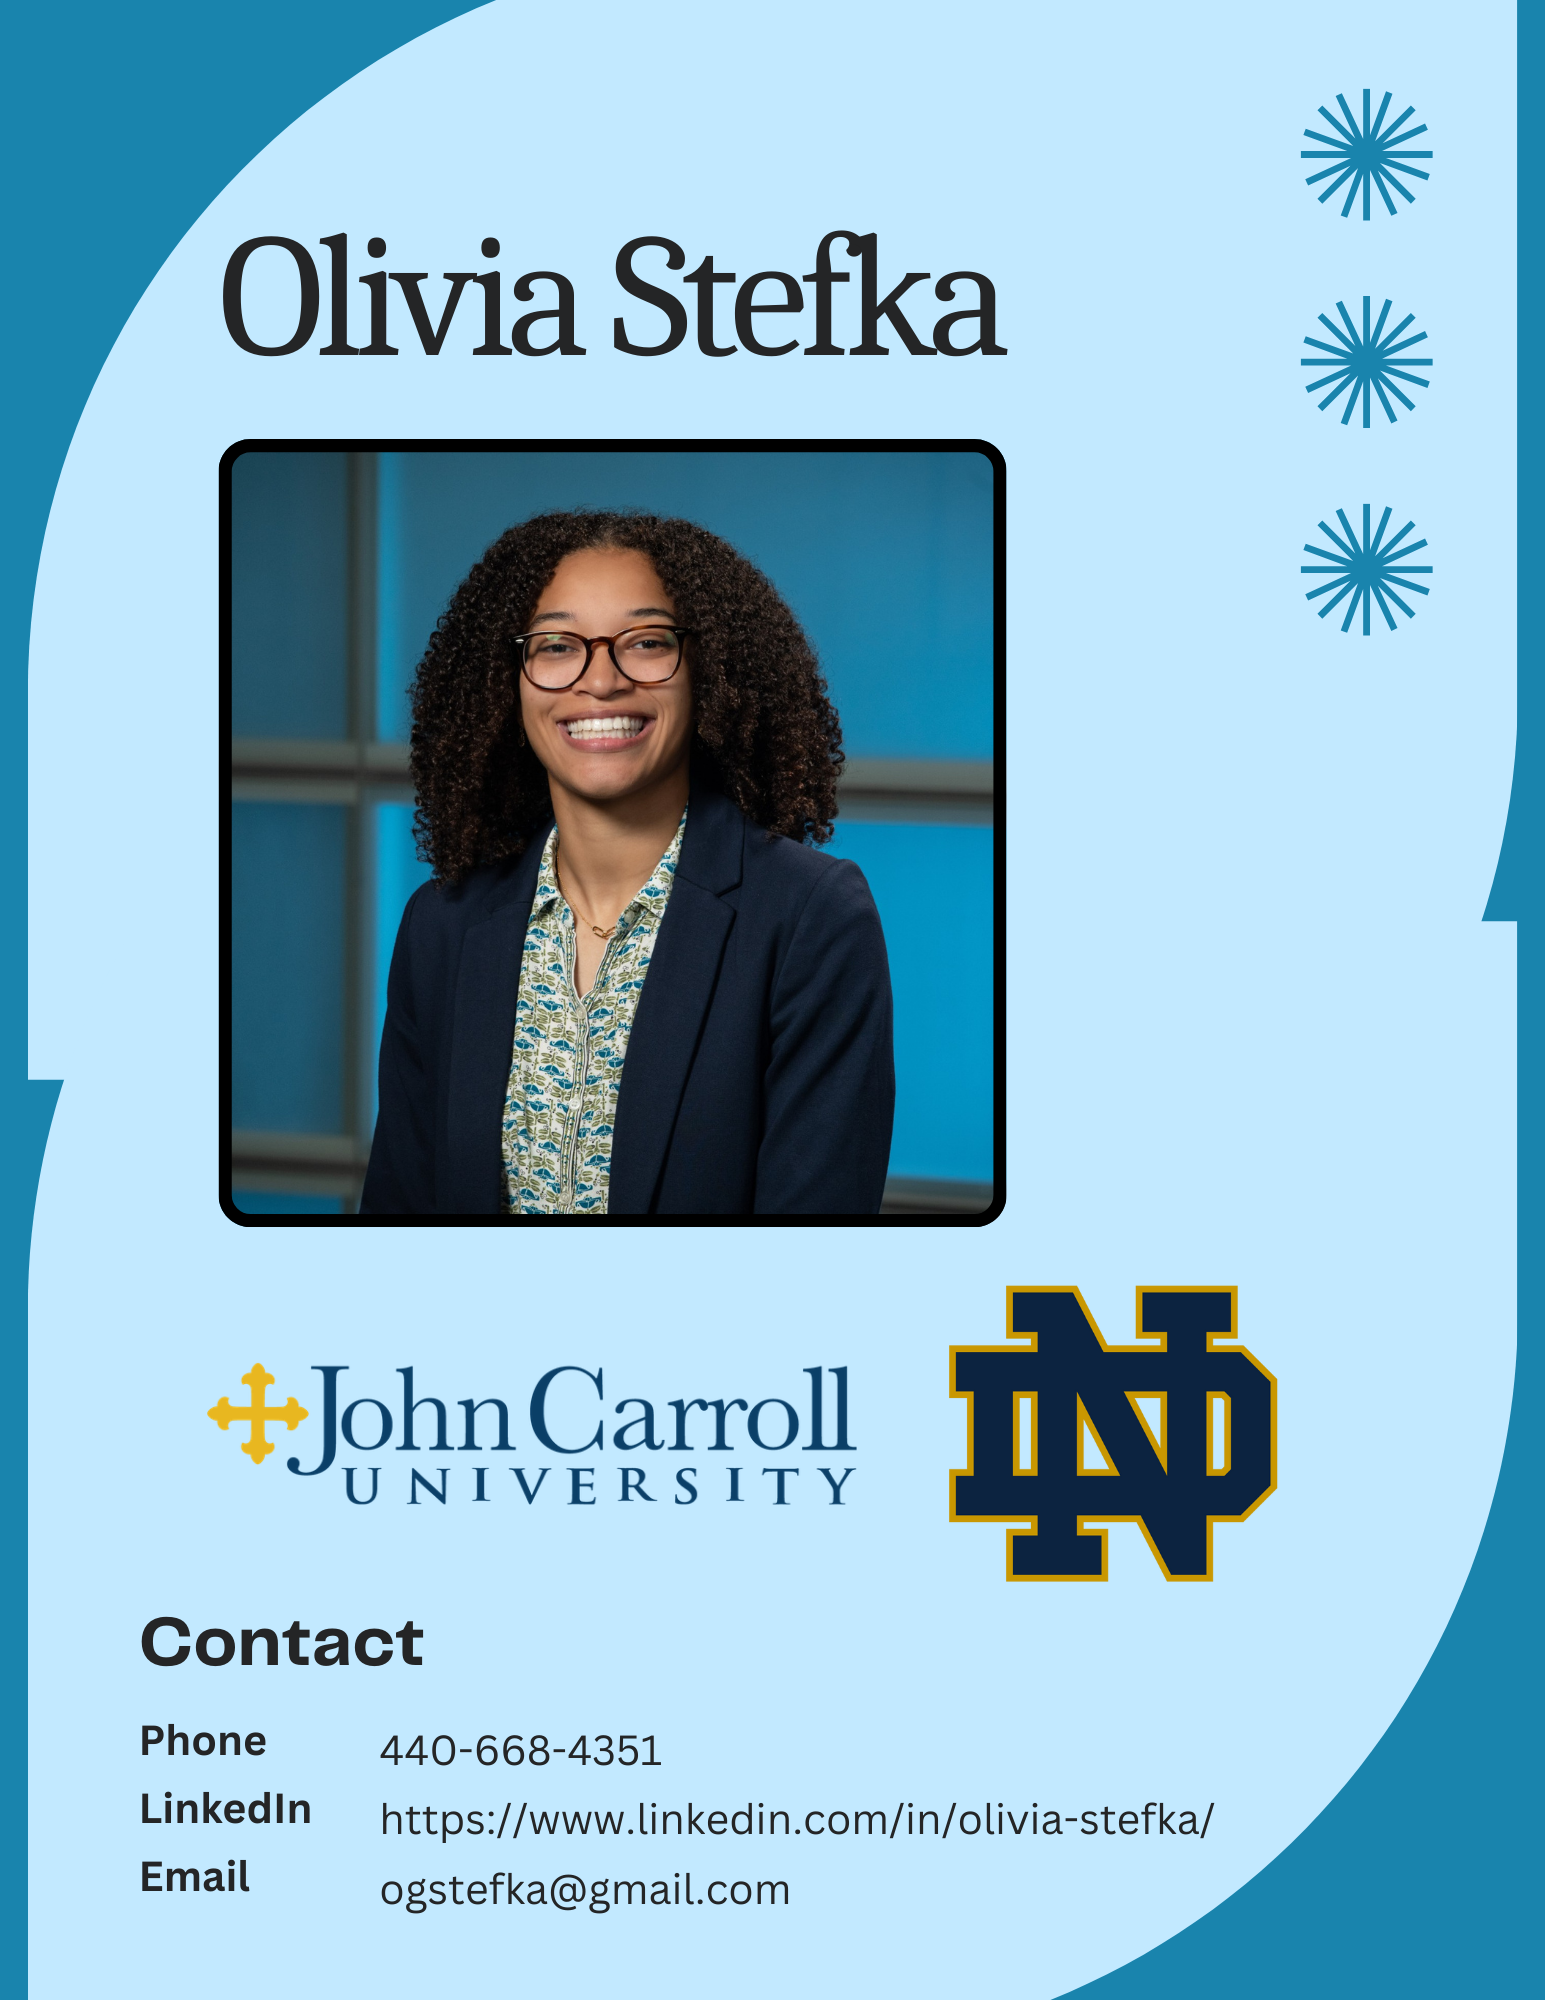 Olivia Stefka
John Carroll
UNIVERSITY
ND
Contact
Phone 440-668-4351
LinkedIn https://www.linkedin.com/in/olivia-stefka/
Email ogstefka@gmail.com